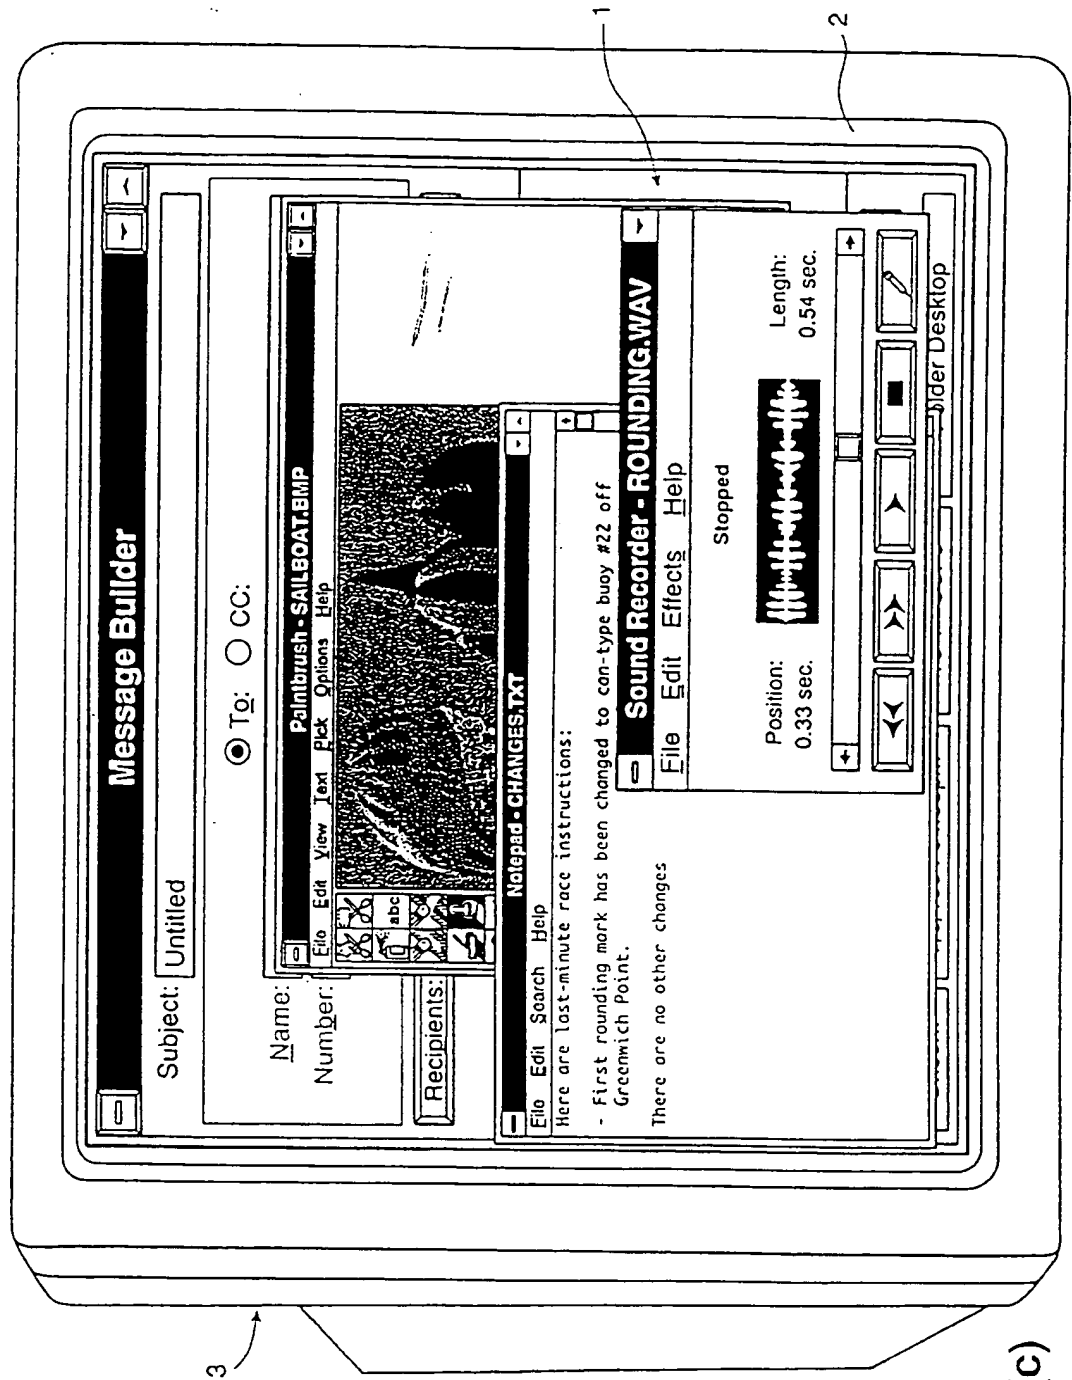 Message Builder
Subject: Untitled
To: CC:
Name:
Number:
Recipients:
Paintbrush - SAILBOAT.BMP
File Edit View Text Pick Options Help
abc
Notepad - CHANGES.TXT
File Edit Search Help
Here are last-minute race instructions:
- First rounding mark has been changed to can-type buoy #22 off
Greenwich Point.
There are no other changes
Sound Recorder - ROUNDING.WAV
File Edit Effects Help
Stopped
Position: Length:
0.33 sec. 0.54 sec.
Desktop
1
2
3
C)